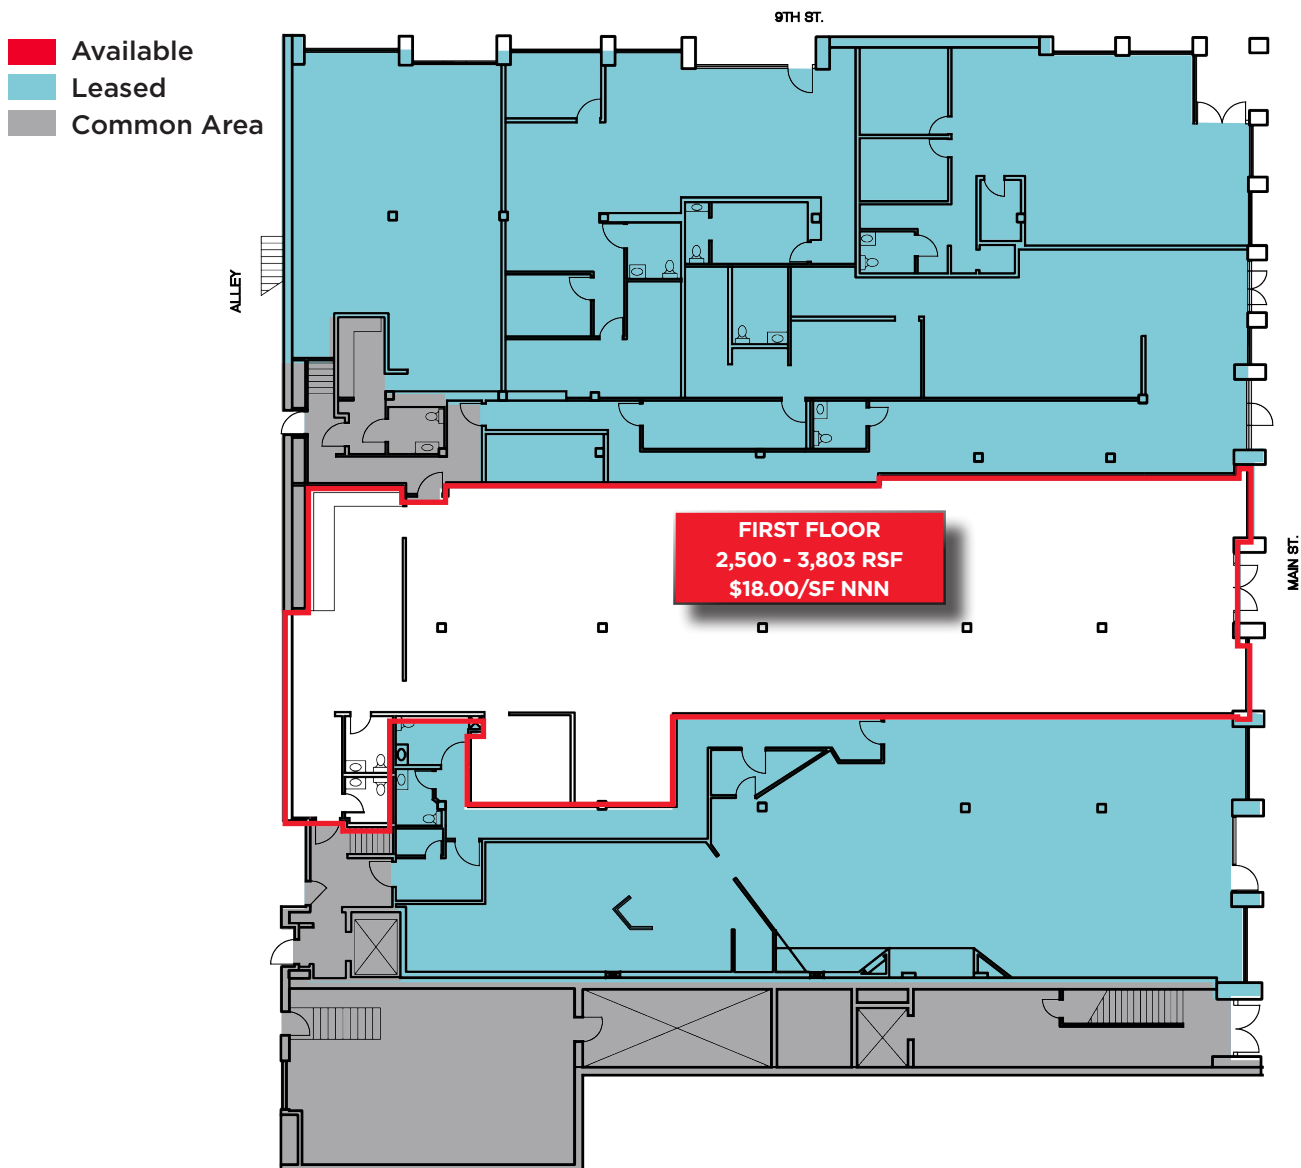 9TH ST.
Available
Leased
Common Area
ALLEY
FIRST FLOOR
2,500 - 3,803 RSF
$18.00/SF NNN
MAIN ST.